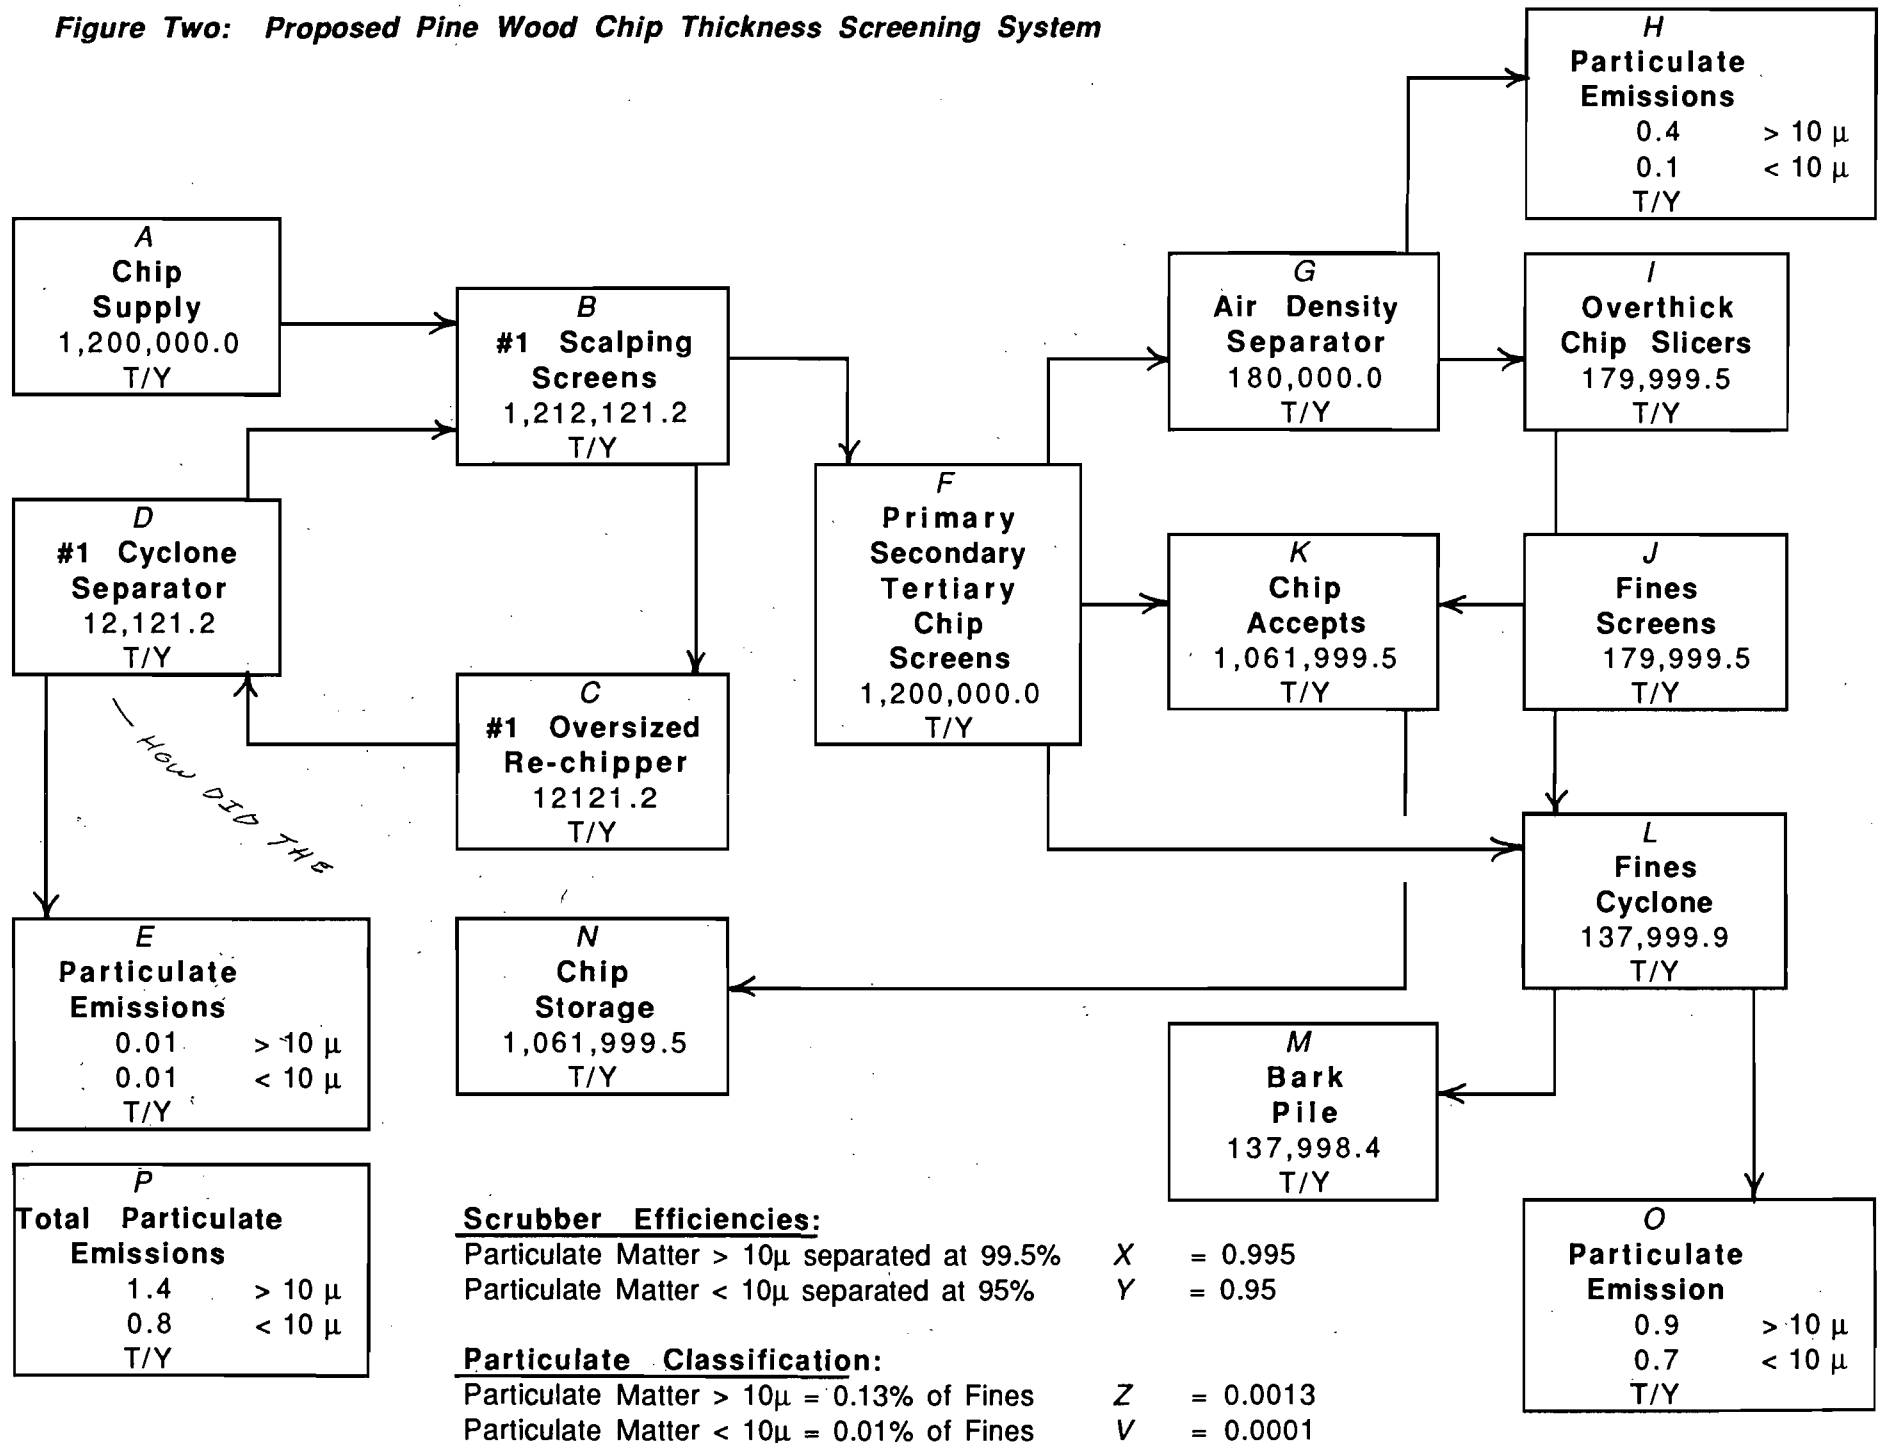 Figure Two: Proposed Pine Wood Chip Thickness Screening System
H
Particulate
Emissions
0.4 > 10 μ
0.1 < 10 μ
T/Y
A
Chip
Supply
1,200,000.0
T/Y
B
#1 Scalping
Screens
1,212,121.2
T/Y
G
Air Density
Separator
180,000.0
T/Y
I
Overthick
Chip Slicers
179,999.5
T/Y
D
#1 Cyclone
Separator
12,121.2
T/Y
F
Primary
Secondary
Tertiary
Chip
Screens
1,200,000.0
T/Y
K
Chip
Accepts
1,061,999.5
T/Y
J
Fines
Screens
179,999.5
T/Y
C
#1 Oversized
Re-chipper
12121.2
T/Y
HOW DID THE
L
Fines
Cyclone
137,999.9
T/Y
E
Particulate
Emissions
0.01 > 10 μ
0.01 < 10 μ
T/Y
N
Chip
Storage
1,061,999.5
T/Y
M
Bark
Pile
137,998.4
T/Y
P
Total Particulate
Emissions
1.4 > 10 μ
0.8 < 10 μ
T/Y
Scrubber Efficiencies:
Particulate Matter > 10μ separated at 99.5% X = 0.995
Particulate Matter < 10μ separated at 95% Y = 0.95
Particulate Classification:
Particulate Matter > 10μ = 0.13% of Fines Z = 0.0013
Particulate Matter < 10μ = 0.01% of Fines V = 0.0001
O
Particulate
Emission
0.9 > 10 μ
0.7 < 10 μ
T/Y